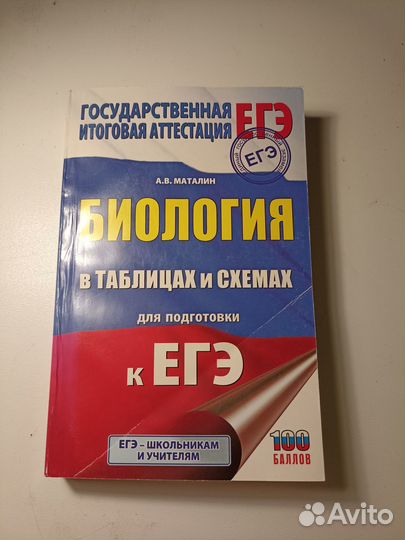 ГОСУДАРСТВЕННАЯ
ИТОГОВАЯ АТТЕСТАЦИЯ
ЕГЭ
ЕГЭ
А.В. МАТАЛИН
БИОЛОГИЯ
в ТАБЛИЦАХ и СХЕМАХ
для подготовки
к ЕГЭ
ЕГЭ – ШКОЛЬНИКАМ
И УЧИТЕЛЯМ
100
БАЛЛОВ
Avito